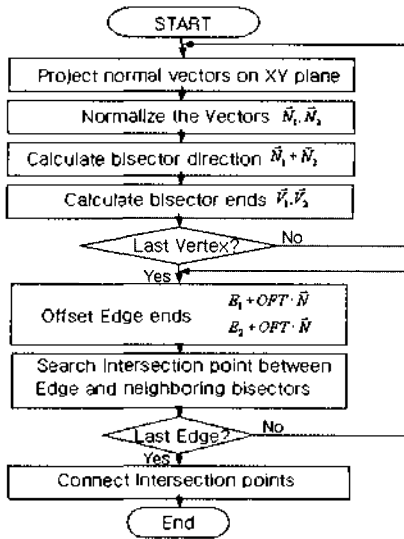 START
Project normal vectors on XY plane
Normalize the Vectors N⃗₁, N⃗₂
Calculate bisector direction N⃗₁ + N⃗₂
Calculate bisector ends V⃗₁, V⃗₂
Last Vertex?
No
Yes
Offset Edge ends
E₁ + OFT · N⃗
E₂ + OFT · N⃗
Search Intersection point between
Edge and neighboring bisectors
Last Edge?
No
Yes
Connect Intersection points
End